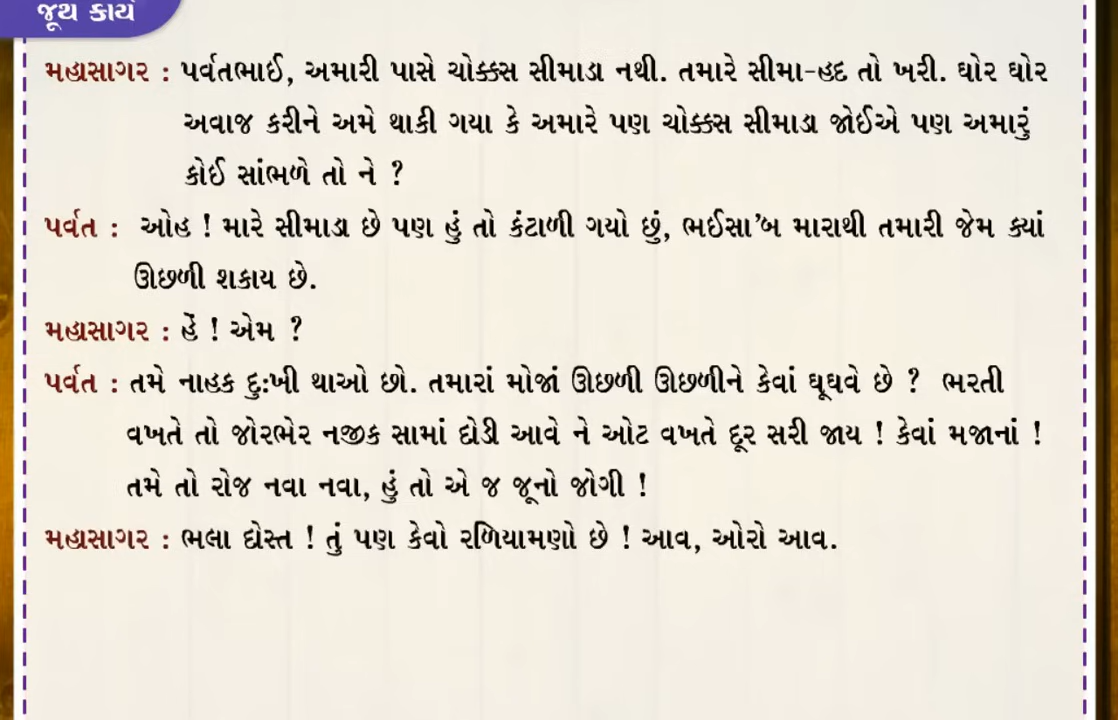 જૂથ કાર્ય
મહાસાગર : પર્વતભાઈ, અમારી પાસે ચોક્કસ સીમાડા નથી. તમારે સીમા-હદ તો ખરી. ઘોર ઘોર
અવાજ કરીને અમે થાકી ગયા કે અમારે પણ ચોક્કસ સીમાડા જોઈએ પણ અમારું
કોઈ સાંભળે તો ને ?
પર્વત : ઓહ ! મારે સીમાડા છે પણ હું તો કંટાળી ગયો છું, ભઈસા’બ મારાથી તમારી જેમ ક્યાં
ઊછળી શકાય છે.
મહાસાગર : હેં ! એમ ?
પર્વત : તમે નાહક દુઃખી થાઓ છો. તમારાં મોજાં ઊછળી ઊછળીને કેવાં ઘૂઘવે છે ? ભરતી
વખતે તો જોરભેર નજીક સામાં દોડી આવે ને ઓટ વખતે દૂર સરી જાય ! કેવાં મજાનાં !
તમે તો રોજ નવા નવા, હું તો એ જ જૂનો જોગી !
મહાસાગર : ભલા દોસ્ત ! તું પણ કેવો રળિયામણો છે ! આવ, ઓરો આવ.